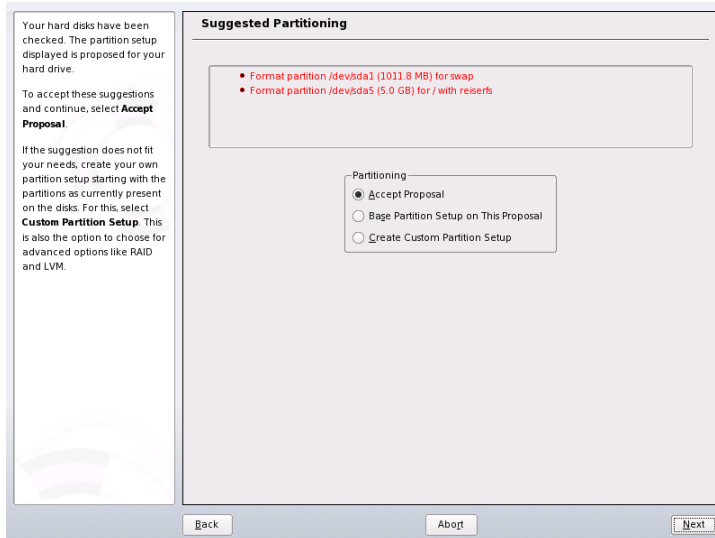 Your hard disks have been
checked. The partition setup
displayed is proposed for your
hard drive.
To accept these suggestions
and continue, select Accept
Proposal.
If the suggestion does not fit
your needs, create your own
partition setup starting with the
partitions as currently present
on the disks. For this, select
Custom Partition Setup. This
is also the option to choose for
advanced options like RAID
and LVM.
Suggested Partitioning
• Format partition /dev/sda1 (1011.8 MB) for swap
• Format partition /dev/sda5 (5.0 GB) for / with reiserfs
Partitioning
Accept Proposal
Base Partition Setup on This Proposal
Create Custom Partition Setup
Back
Abort
Next